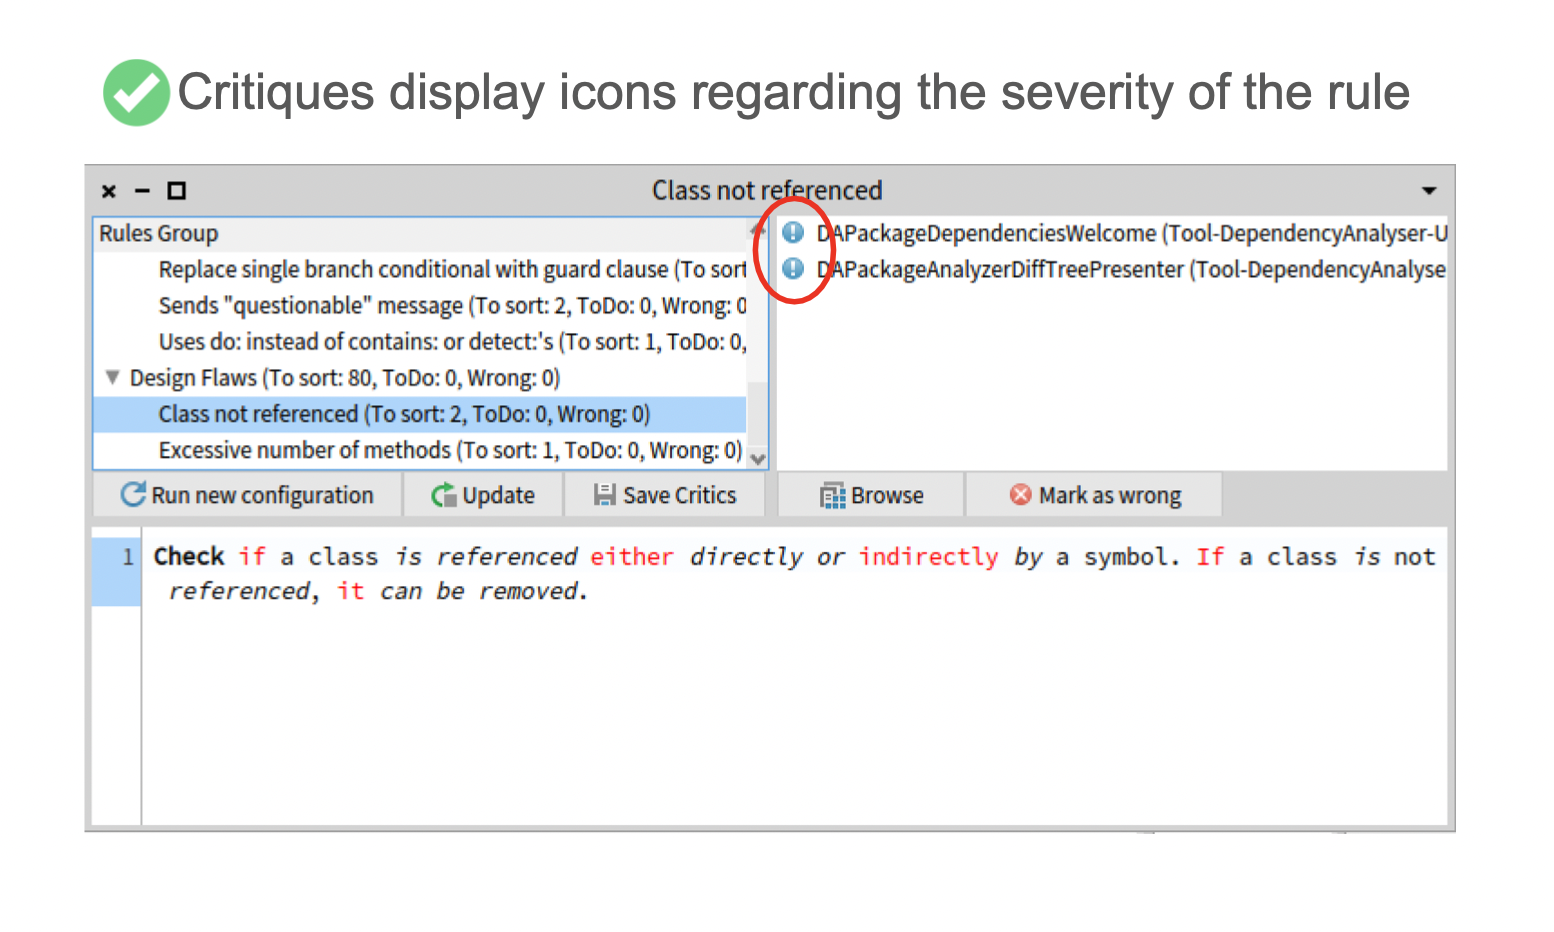 Critiques display icons regarding the severity of the rule
Class not referenced
Rules Group
Replace single branch conditional with guard clause (To sort
Sends "questionable" message (To sort: 2, ToDo: 0, Wrong: 0
Uses do: instead of contains: or detect:'s (To sort: 1, ToDo: 0,
Design Flaws (To sort: 80, ToDo: 0, Wrong: 0)
Class not referenced (To sort: 2, ToDo: 0, Wrong: 0)
Excessive number of methods (To sort: 1, ToDo: 0, Wrong: 0)
DAPackageDependenciesWelcome (Tool-DependencyAnalyser-U
DAPackageAnalyzerDiffTreePresenter (Tool-DependencyAnalyse
Run new configuration Update Save Critics Browse Mark as wrong
1 Check if a class is referenced either directly or indirectly by a symbol. If a class is not
referenced, it can be removed.